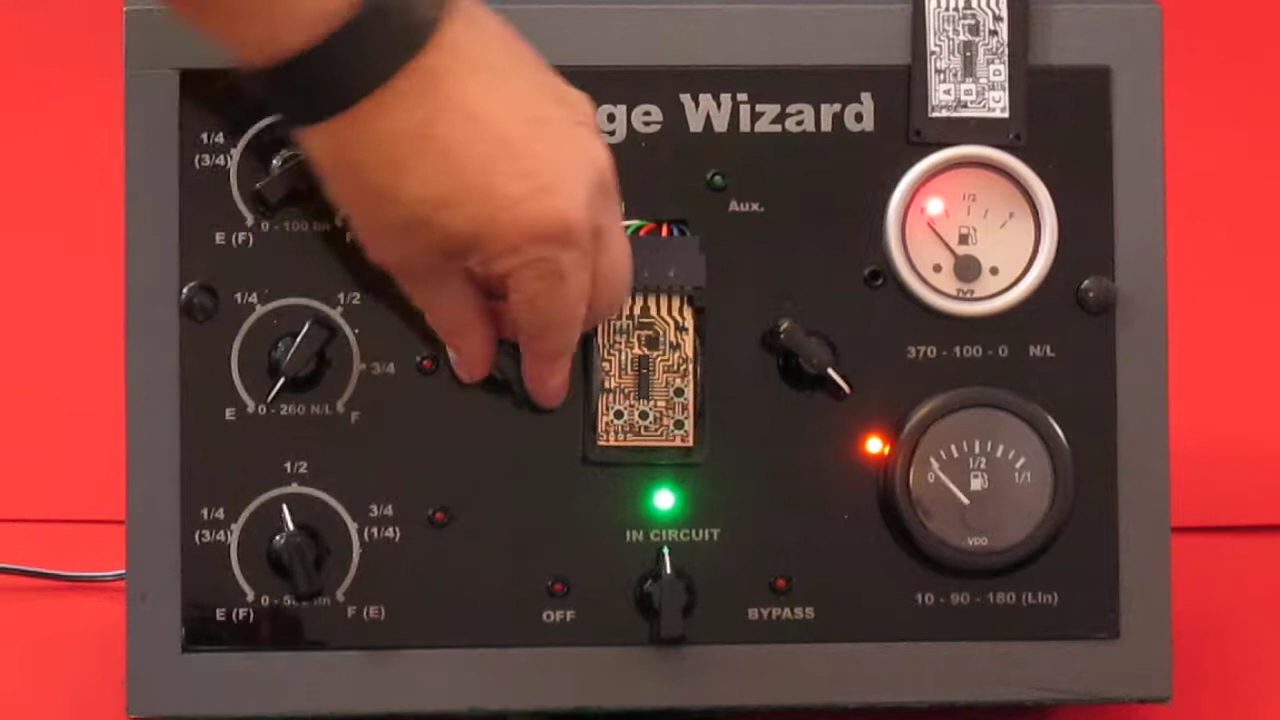 ge Wizard
Aux.
1/4
(3/4)
0 - 100
E (F)
F
1/4
1/2
3/4
E
0 - 260 N/L
F
1/2
1/4
(3/4)
3/4
(1/4)
E (F)
F (E)
IN CIRCUIT
OFF
BYPASS
A
B
C
D
1/2
F
370 - 100 - 0 N/L
0
1/2
1/1
VDO
10 - 90 - 180 (Lin)